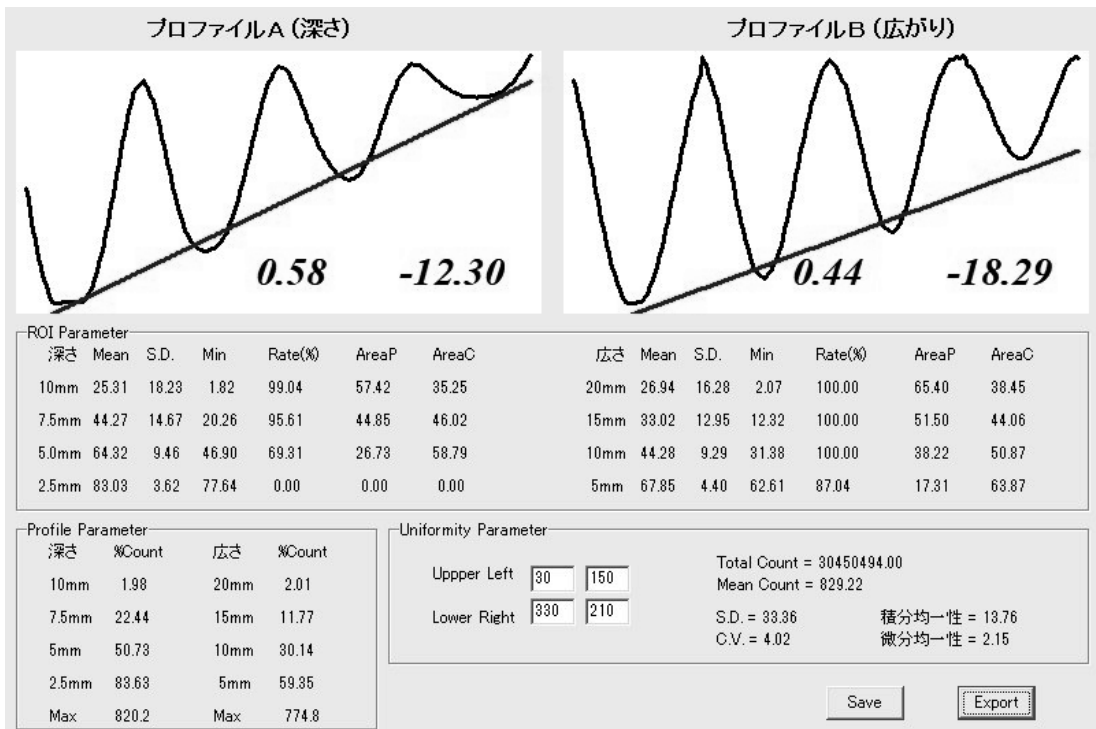 プロファイルA（深さ）
プロファイルB（広がり）
0.58 -12.30
0.44 -18.29
ROI Parameter
深さ Mean S.D. Min Rate(%) AreaP AreaC
10mm 25.31 18.23 1.82 99.04 57.42 35.25
7.5mm 44.27 14.67 20.26 95.61 44.85 46.02
5.0mm 64.32 9.46 46.90 69.31 26.73 58.79
2.5mm 83.03 3.62 77.64 0.00 0.00 0.00
広さ Mean S.D. Min Rate(%) AreaP AreaC
20mm 26.94 16.28 2.07 100.00 65.40 38.45
15mm 33.02 12.95 12.32 100.00 51.50 44.06
10mm 44.28 9.29 31.38 100.00 38.22 50.87
5mm 67.85 4.40 62.61 87.04 17.31 63.87
Profile Parameter
深さ %Count 広さ %Count
10mm 1.98 20mm 2.01
7.5mm 22.44 15mm 11.77
5mm 50.73 10mm 30.14
2.5mm 83.63 5mm 59.35
Max 820.2 Max 774.8
Uniformity Parameter
Uppper Left 30 150
Lower Right 330 210
Total Count = 30450494.00
Mean Count = 829.22
S.D. = 33.36 積分均一性 = 13.76
C.V. = 4.02 微分均一性 = 2.15
Save Export